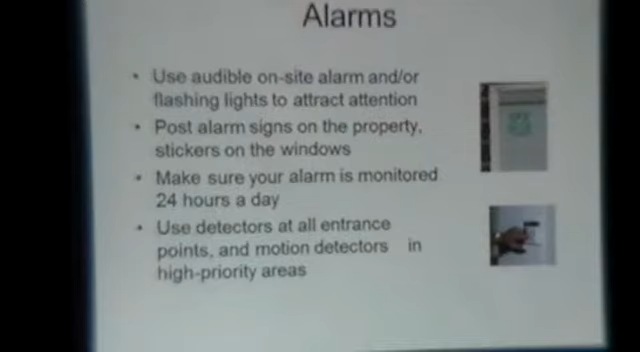 Alarms
• Use audible on-site alarm and/or
flashing lights to attract attention
• Post alarm signs on the property,
stickers on the windows
• Make sure your alarm is monitored
24 hours a day
• Use detectors at all entrance
points, and motion detectors in
high-priority areas